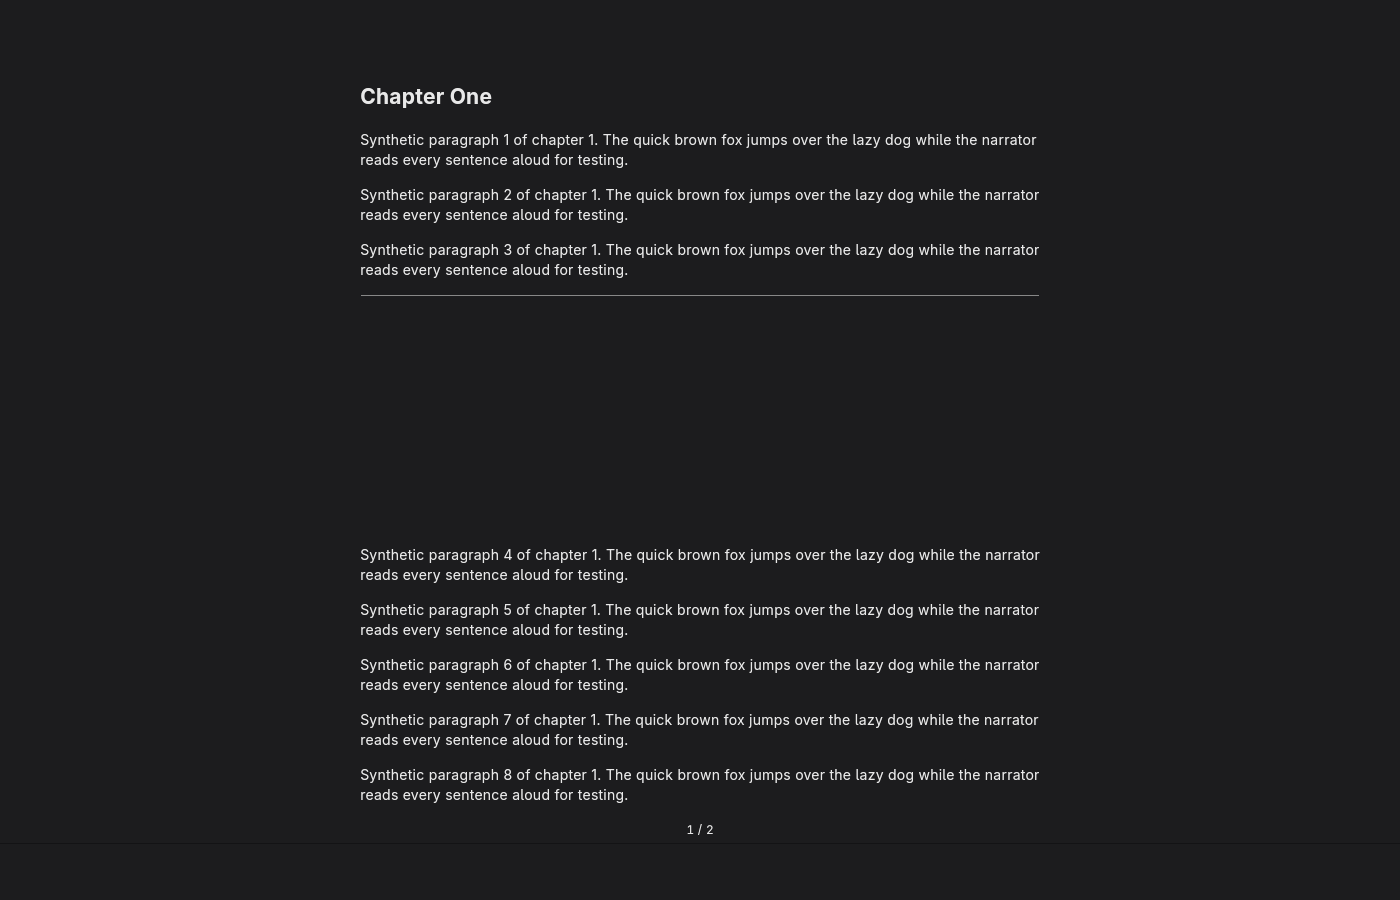 Chapter One
Synthetic paragraph 1 of chapter 1. The quick brown fox jumps over the lazy dog while the narrator
reads every sentence aloud for testing.
Synthetic paragraph 2 of chapter 1. The quick brown fox jumps over the lazy dog while the narrator
reads every sentence aloud for testing.
Synthetic paragraph 3 of chapter 1. The quick brown fox jumps over the lazy dog while the narrator
reads every sentence aloud for testing.
Synthetic paragraph 4 of chapter 1. The quick brown fox jumps over the lazy dog while the narrator
reads every sentence aloud for testing.
Synthetic paragraph 5 of chapter 1. The quick brown fox jumps over the lazy dog while the narrator
reads every sentence aloud for testing.
Synthetic paragraph 6 of chapter 1. The quick brown fox jumps over the lazy dog while the narrator
reads every sentence aloud for testing.
Synthetic paragraph 7 of chapter 1. The quick brown fox jumps over the lazy dog while the narrator
reads every sentence aloud for testing.
Synthetic paragraph 8 of chapter 1. The quick brown fox jumps over the lazy dog while the narrator
reads every sentence aloud for testing.
1 / 2